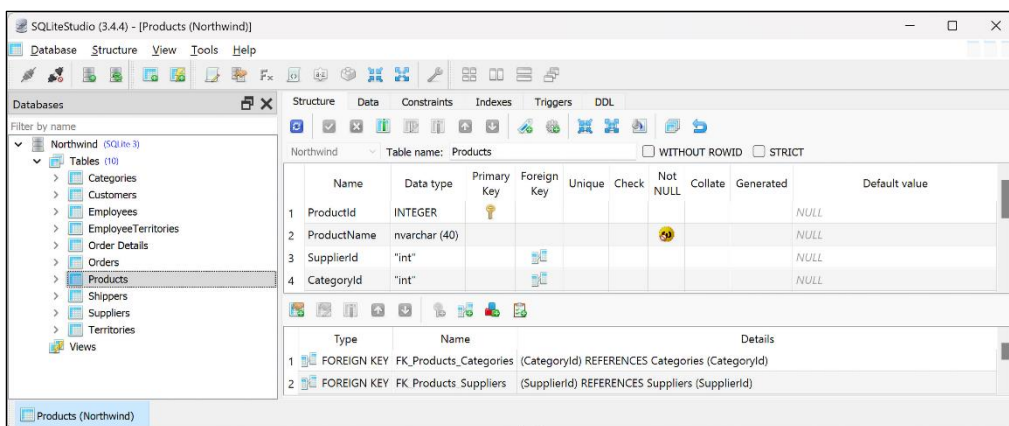 SQLiteStudio (3.4.4) - [Products (Northwind)]
Database Structure View Tools Help
Databases
Filter by name
Northwind (SQLite 3)
Tables (10)
Categories
Customers
Employees
EmployeeTerritories
Order Details
Orders
Products
Shippers
Suppliers
Territories
Views
Structure Data Constraints Indexes Triggers DDL
Northwind Table name: Products WITHOUT ROWID STRICT
Name Data type Primary Key Foreign Key Unique Check Not NULL Collate Generated Default value
1 ProductId INTEGER NULL
2 ProductName nvarchar (40) NULL
3 SupplierId "int" NULL
4 CategoryId "int" NULL
Type Name Details
1 FOREIGN KEY FK_Products_Categories (CategoryId) REFERENCES Categories (CategoryId)
2 FOREIGN KEY FK_Products_Suppliers (SupplierId) REFERENCES Suppliers (SupplierId)
Products (Northwind)